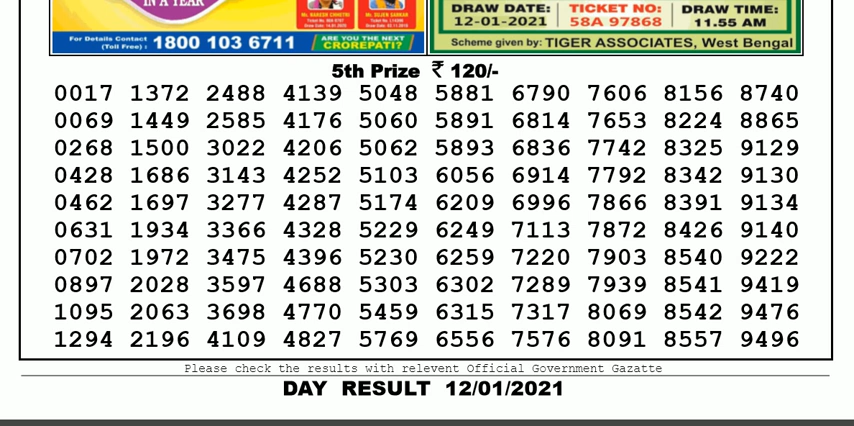 IN A YEAR
Mr. BARESH CHHETRI Mr. SUJEN SARKAR
For Details Contact
(Toll Free) : 1800 103 6711
ARE YOU THE NEXT
CROREPATI?
DRAW DATE: TICKET NO: DRAW TIME:
12-01-2021 58A 97868 11.55 AM
Scheme given by: TIGER ASSOCIATES, West Bengal
5th Prize ₹ 120/-
0017 1372 2488 4139 5048 5881 6790 7606 8156 8740
0069 1449 2585 4176 5060 5891 6814 7653 8224 8865
0268 1500 3022 4206 5062 5893 6836 7742 8325 9129
0428 1686 3143 4252 5103 6056 6914 7792 8342 9130
0462 1697 3277 4287 5174 6209 6996 7866 8391 9134
0631 1934 3366 4328 5229 6249 7113 7872 8426 9140
0702 1972 3475 4396 5230 6259 7220 7903 8540 9222
0897 2028 3597 4688 5303 6302 7289 7939 8541 9419
1095 2063 3698 4770 5459 6315 7317 8069 8542 9476
1294 2196 4109 4827 5769 6556 7576 8091 8557 9496
Please check the results with relevent Official Government Gazatte
DAY RESULT 12/01/2021